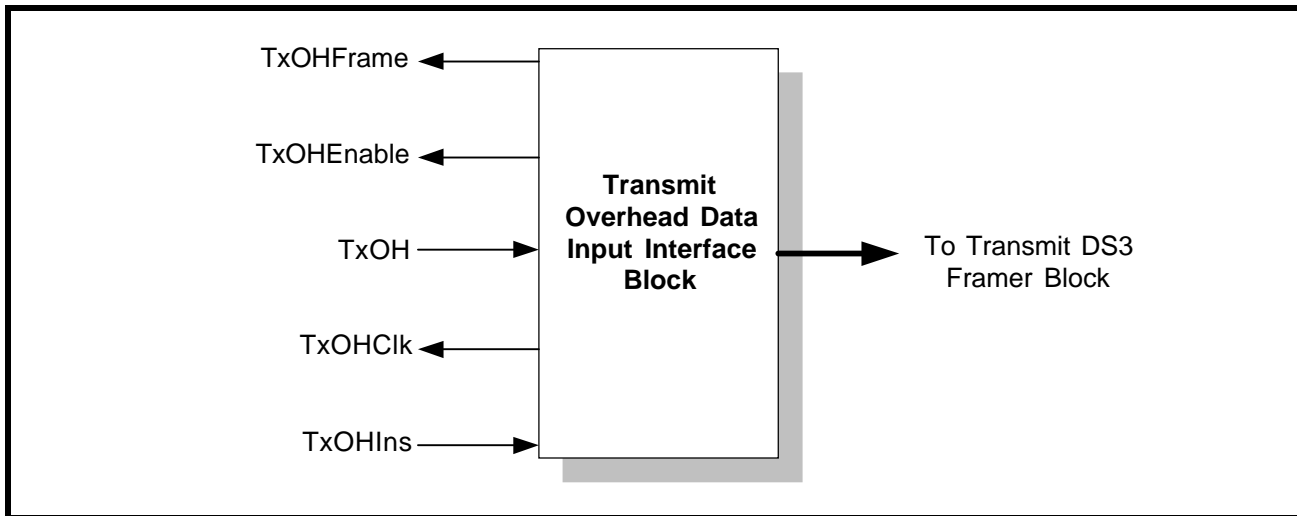 TxOHFrame
TxOHEnable
TxOH
TxOHClk
TxOHIns
Transmit
Overhead Data
Input Interface
Block
To Transmit DS3
Framer Block